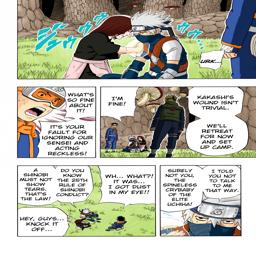 URK...
KAKASHI'S
WOUND ISN'T
TRIVIAL.
WE'LL
RETREAT
FOR NOW
AND SET
UP CAMP.
I'M
FINE!
WHAT'S
SO FINE
ABOUT
IT?
IT'S YOUR
FAULT FOR
IGNORING OUR
SENSEI AND
ACTING
RECKLESS!
I TOLD
YOU NOT
TO TALK
TO ME
THAT WAY.
SURELY
NOT YOU,
THE
SPINELESS
CRYBABY
OF THE
ELITE
UCHIHA!
WH... WHAT?!
IT WAS...
I GOT DUST
IN MY EYE!!
DO YOU
KNOW
THE 25TH
RULE OF
SHINOBI
CONDUCT?
A
SHINOBI
MUST NOT
SHOW
TEARS.
THAT'S
THE LAW!
HEY, GUYS...
KNOCK IT
OFF...